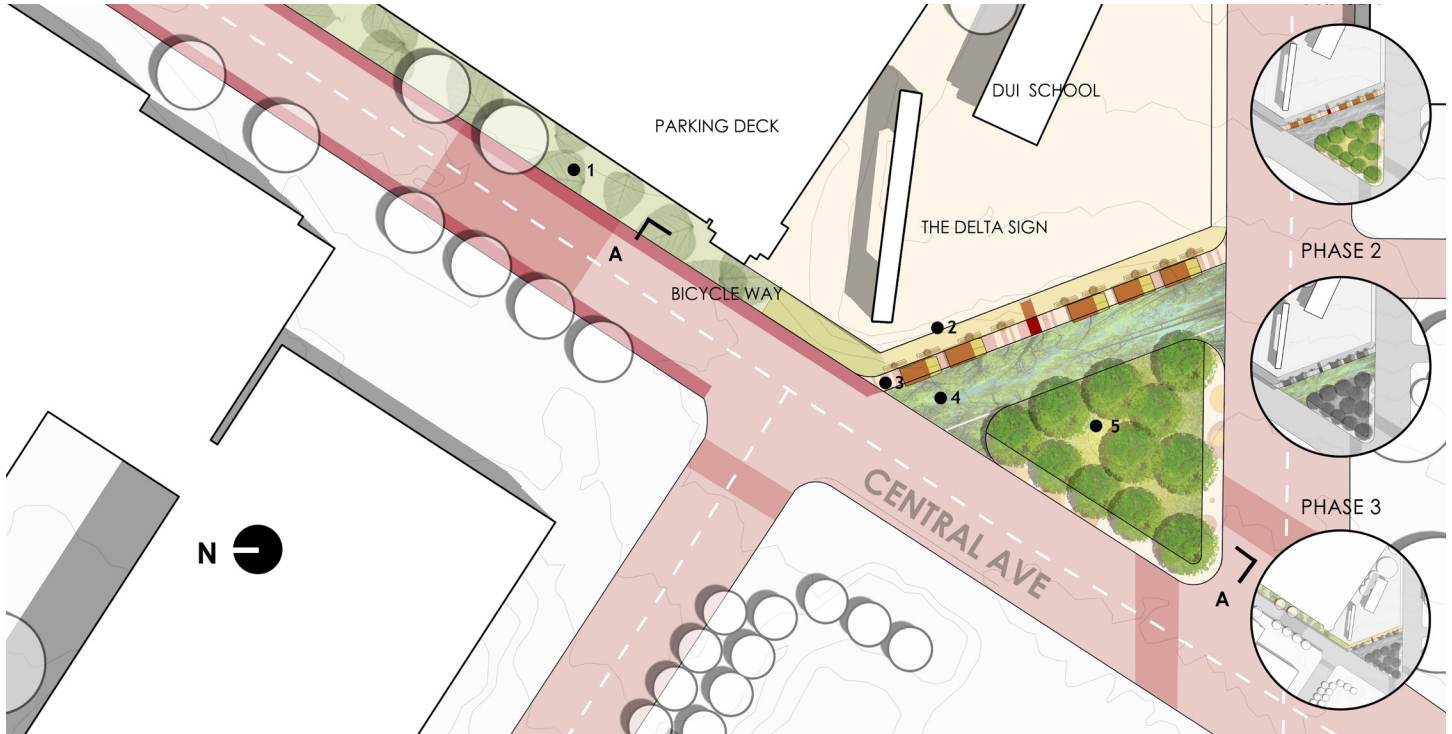 DUI SCHOOL
PARKING DECK
1
THE DELTA SIGN
A
PHASE 2
BICYCLE WAY
2
3
4
5
CENTRAL AVE
PHASE 3
N
A